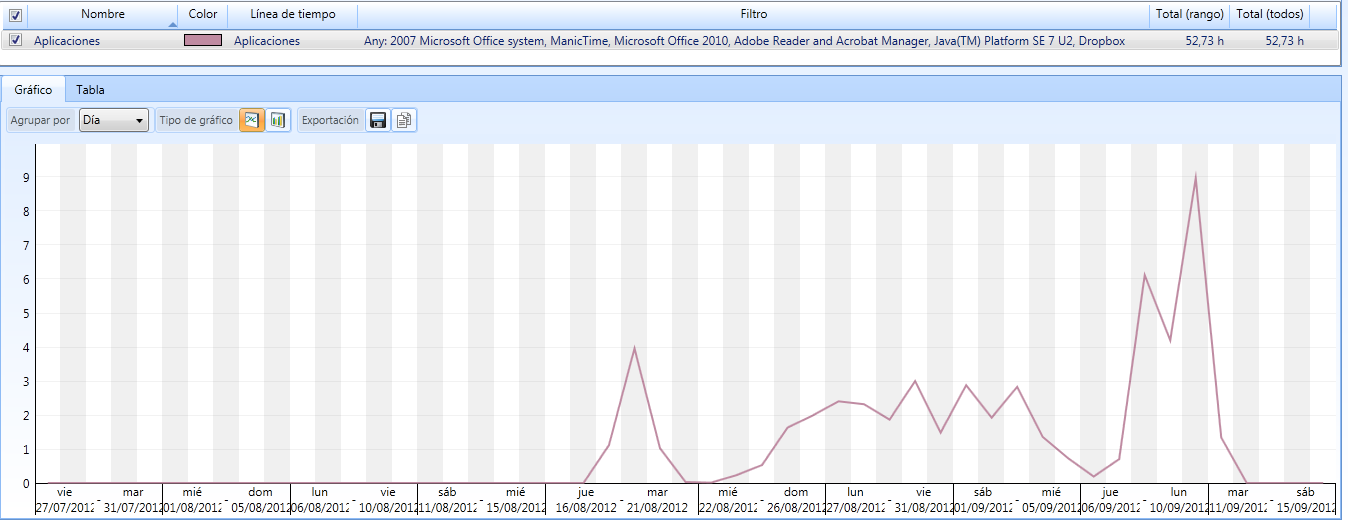 Nombre Color Línea de tiempo Filtro Total (rango) Total (todos)
Aplicaciones Aplicaciones Any: 2007 Microsoft Office system, ManicTime, Microsoft Office 2010, Adobe Reader and Acrobat Manager, Java(TM) Platform SE 7 U2, Dropbox 52,73 h 52,73 h
Gráfico Tabla
Agrupar por Día Tipo de gráfico Exportación
9
8
7
6
5
4
3
2
1
0
vie mar mié dom lun vie sáb mié jue mar mié dom lun vie sáb mié jue lun mar sáb
27/07/2012 - 31/07/2012 01/08/2012 - 05/08/2012 06/08/2012 - 10/08/2012 11/08/2012 - 15/08/2012 16/08/2012 - 21/08/2012 22/08/2012 - 26/08/2012 27/08/2012 - 31/08/2012 01/09/2012 - 05/09/2012 06/09/2012 - 10/09/2012 11/09/2012 - 15/09/2012